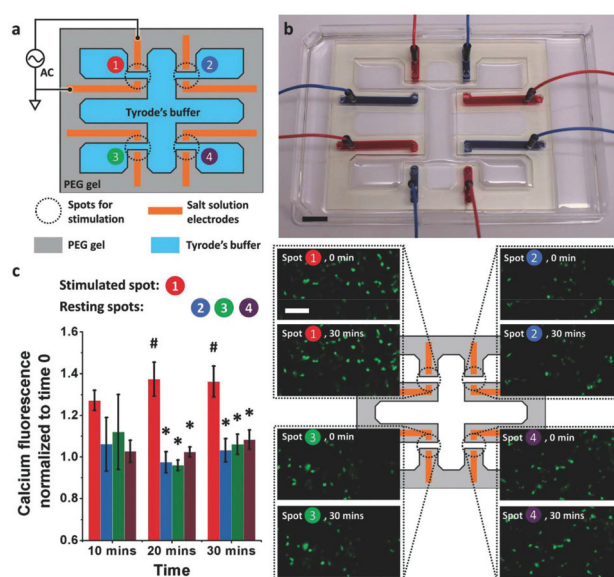 a
AC
1
2
Tyrode's buffer
3
4
PEG gel
Spots for
stimulation
Salt solution
electrodes
PEG gel
Tyrode's buffer
b
c
Stimulated spot: 1
Resting spots: 2 3 4
Calcium fluorescence
normalized to time 0
1.6
1.4
1.2
1.0
0.8
0.6
#
#
* * *
* * *
10 mins
20 mins
30 mins
Time
Spot 1, 0 min
Spot 2, 0 min
Spot 1, 30 mins
Spot 2, 30 mins
Spot 3, 0 min
Spot 4, 0 min
Spot 3, 30 mins
Spot 4, 30 mins